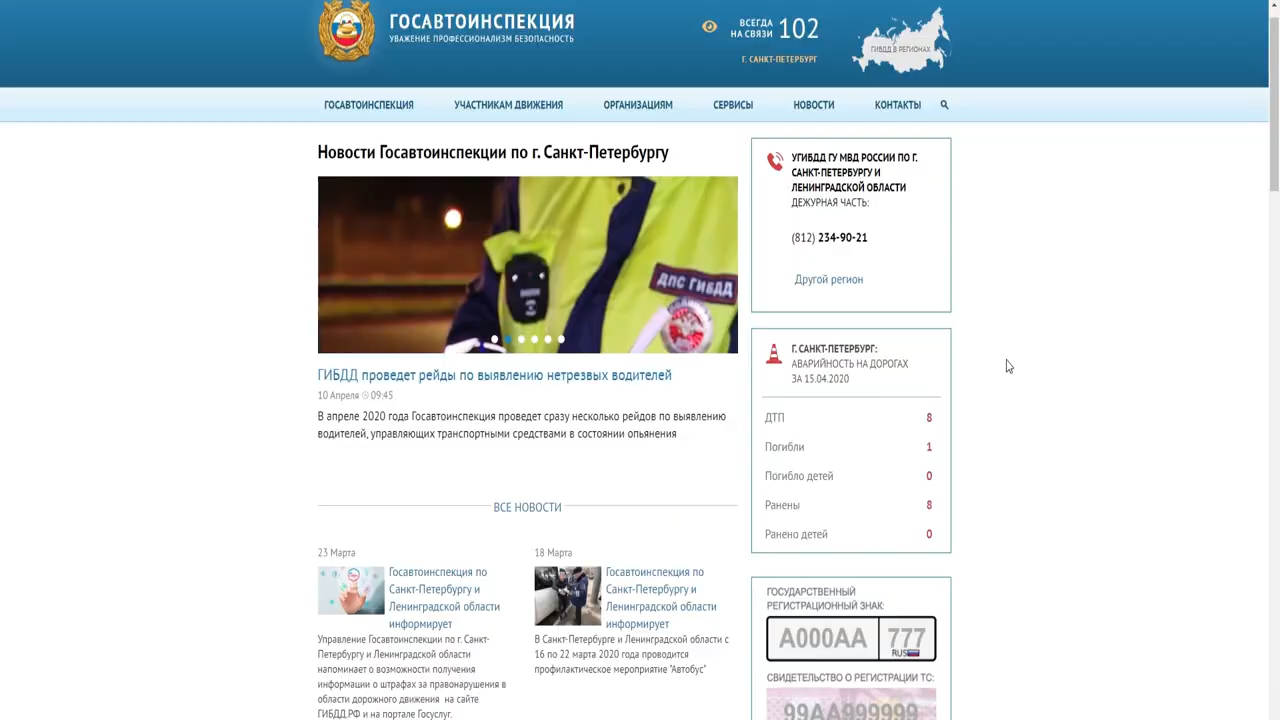 ГОСАВТОИНСПЕКЦИЯ
УВАЖЕНИЕ ПРОФЕССИОНАЛИЗМ БЕЗОПАСНОСТЬ
ВСЕГДА
НА СВЯЗИ 102
Г. САНКТ-ПЕТЕРБУРГ
ГИБДД В РЕГИОНАХ
ГОСАВТОИНСПЕКЦИЯ УЧАСТНИКАМ ДВИЖЕНИЯ ОРГАНИЗАЦИЯМ СЕРВИСЫ НОВОСТИ КОНТАКТЫ
Новости Госавтоинспекции по г. Санкт-Петербургу
ДПС ГИБДД
ГИБДД проведет рейды по выявлению нетрезвых водителей
10 Апреля 09:45
В апреле 2020 года Госавтоинспекция проведет сразу несколько рейдов по выявлению
водителей, управляющих транспортными средствами в состоянии опьянения
ВСЕ НОВОСТИ
23 Марта
Госавтоинспекция по
Санкт-Петербургу и
Ленинградской области
информирует
Управление Госавтоинспекции по г. Санкт-
Петербургу и Ленинградской области
напоминает о возможности получения
информации о штрафах за правонарушения в
области дорожного движения на сайте
ГИБДД.РФ и на портале Госуслуг.
18 Марта
Госавтоинспекция по
Санкт-Петербургу и
Ленинградской области
информирует
В Санкт-Петербурге и Ленинградской области с
16 по 22 марта 2020 года проводится
профилактическое мероприятие "Автобус"
УГИБДД ГУ МВД РОССИИ ПО Г.
САНКТ-ПЕТЕРБУРГУ И
ЛЕНИНГРАДСКОЙ ОБЛАСТИ
ДЕЖУРНАЯ ЧАСТЬ:
(812) 234-90-21
Другой регион
Г. САНКТ-ПЕТЕРБУРГ:
АВАРИЙНОСТЬ НА ДОРОГАХ
ЗА 15.04.2020
ДТП 8
Погибли 1
Погибло детей 0
Ранены 8
Ранено детей 0
ГОСУДАРСТВЕННЫЙ
РЕГИСТРАЦИОННЫЙ ЗНАК:
А000АА 777
RUS
СВИДЕТЕЛЬСТВО О РЕГИСТРАЦИИ ТС:
99АА999999